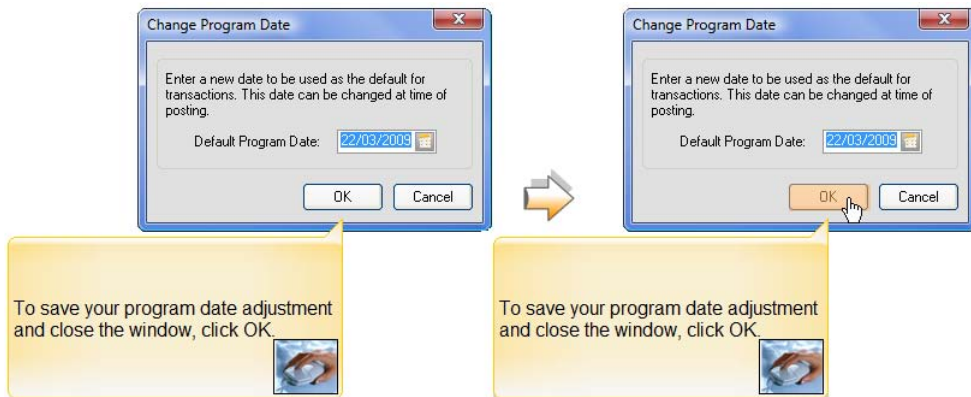 Change Program Date
Enter a new date to be used as the default for
transactions. This date can be changed at time of
posting.
Default Program Date: 22/03/2009
OK Cancel
To save your program date adjustment
and close the window, click OK.
Change Program Date
Enter a new date to be used as the default for
transactions. This date can be changed at time of
posting.
Default Program Date: 22/03/2009
OK Cancel
To save your program date adjustment
and close the window, click OK.